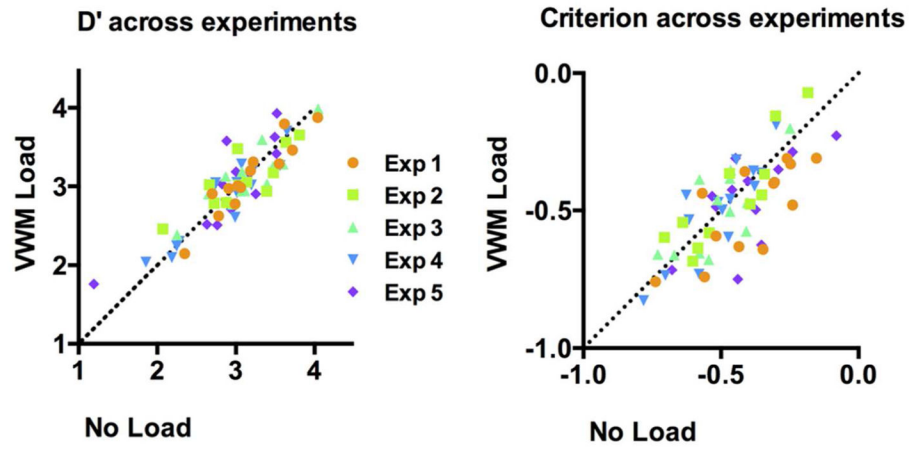 D' across experiments
Criterion across experiments
VWM Load
4
3
2
1
1
2
3
4
No Load
Exp 1
Exp 2
Exp 3
Exp 4
Exp 5
VWM Load
0.0
-0.5
-1.0
-1.0
-0.5
0.0
No Load